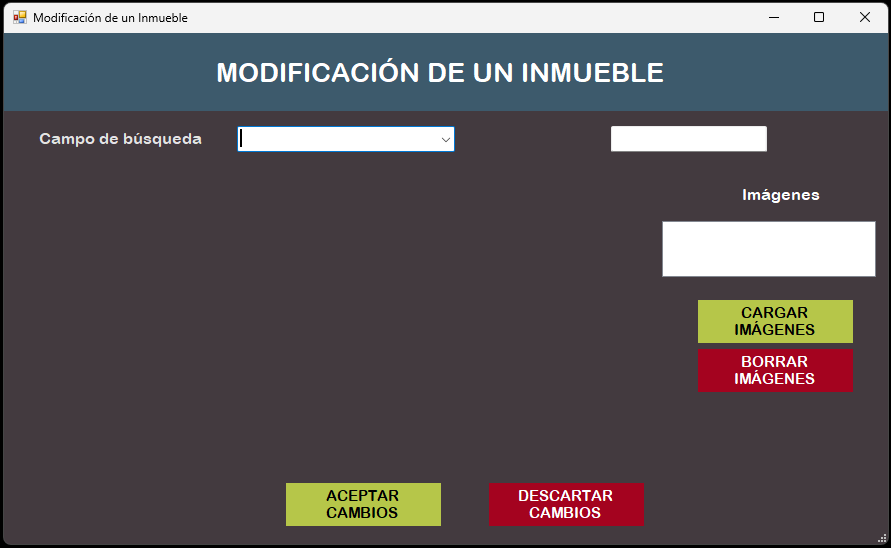 Modificación de un Inmueble
MODIFICACIÓN DE UN INMUEBLE
Campo de búsqueda
Imágenes
CARGAR
IMÁGENES
BORRAR
IMÁGENES
ACEPTAR
CAMBIOS
DESCARTAR
CAMBIOS